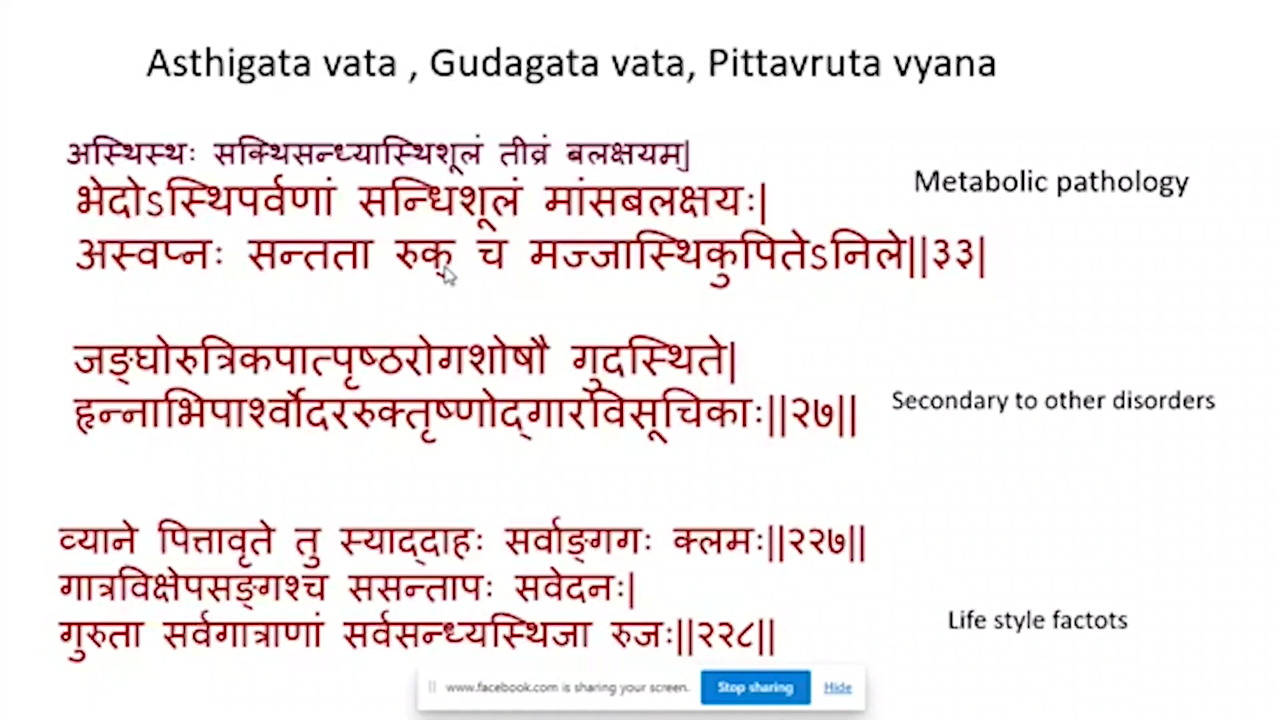 Asthigata vata , Gudagata vata, Pittavruta vyana
अस्थिस्थः सक्थिसन्ध्यास्थिशूलं तीव्रं बलक्षयम्|
Metabolic pathology
भेदोऽस्थिपर्वणां सन्धिशूलं मांसबलक्षयः|
अस्वप्नः सन्तता रुक् च मज्जास्थिकुपितेऽनिले||३३|
जङ्घोरुत्रिकपात्पृष्ठरोगशोषौ गुदस्थिते|
हृन्नाभिपार्श्वोदररुक्तृष्णोद्गारविसूचिकाः||२७||
Secondary to other disorders
व्याने पित्तावृते तु स्याद्दाहः सर्वाङ्गगः क्लमः||२२७||
गात्रविक्षेपसङ्गश्च ससन्तापः सवेदनः|
गुरुता सर्वगात्राणां सर्वसन्ध्यस्थिजा रुजः||२२८||
Life style factots
www.facebook.com is sharing your screen. Stop sharing Hide